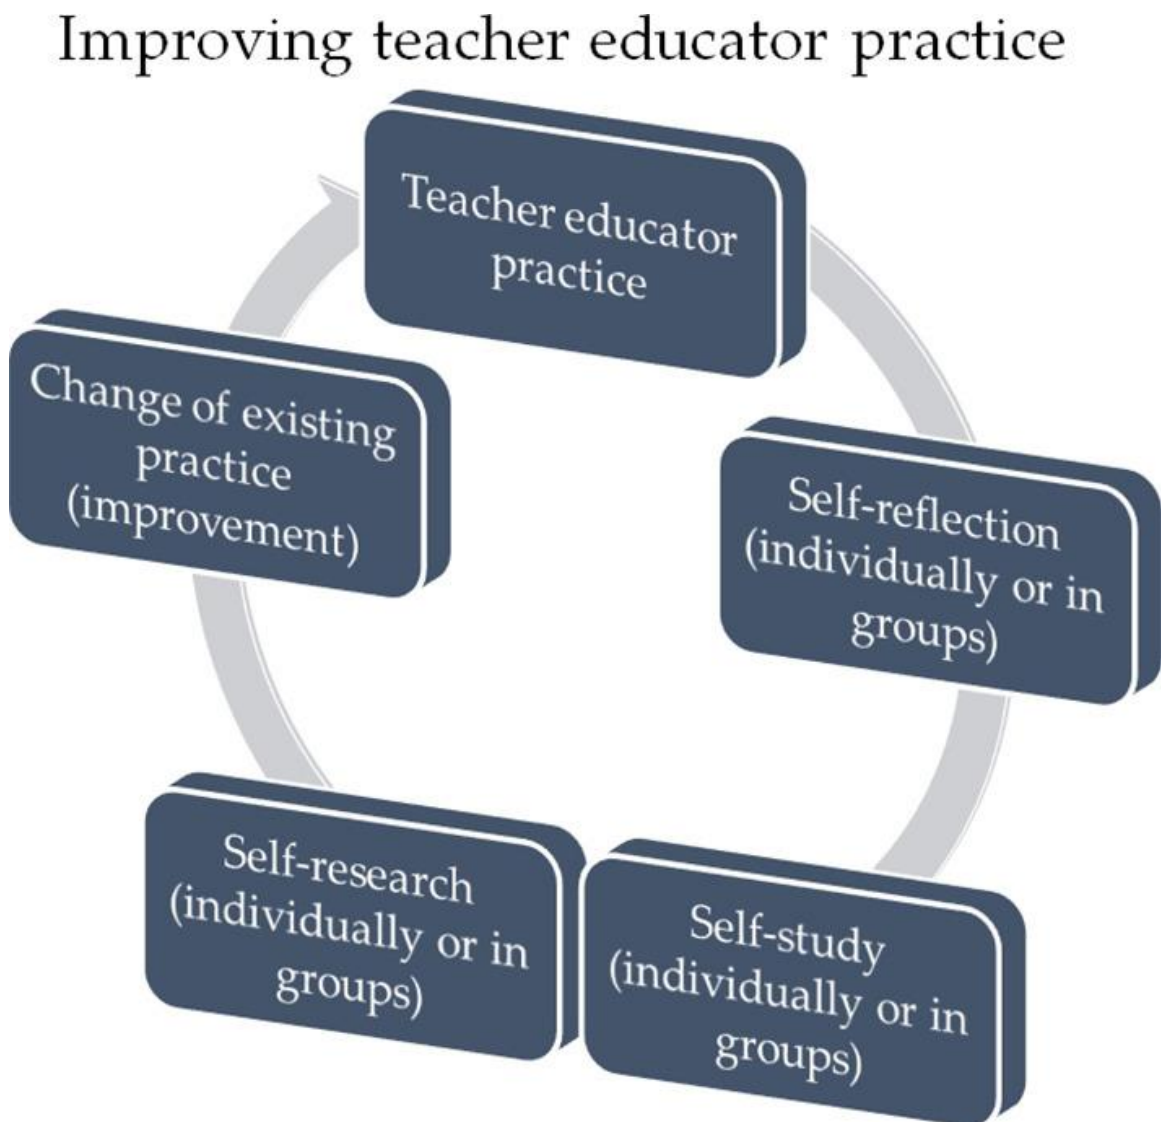 Improving teacher educator practice
Teacher educator
practice
Self-reflection
(individually or in
groups)
Self-study
(individually or in
groups)
Self-research
(individually or in
groups)
Change of existing
practice
(improvement)